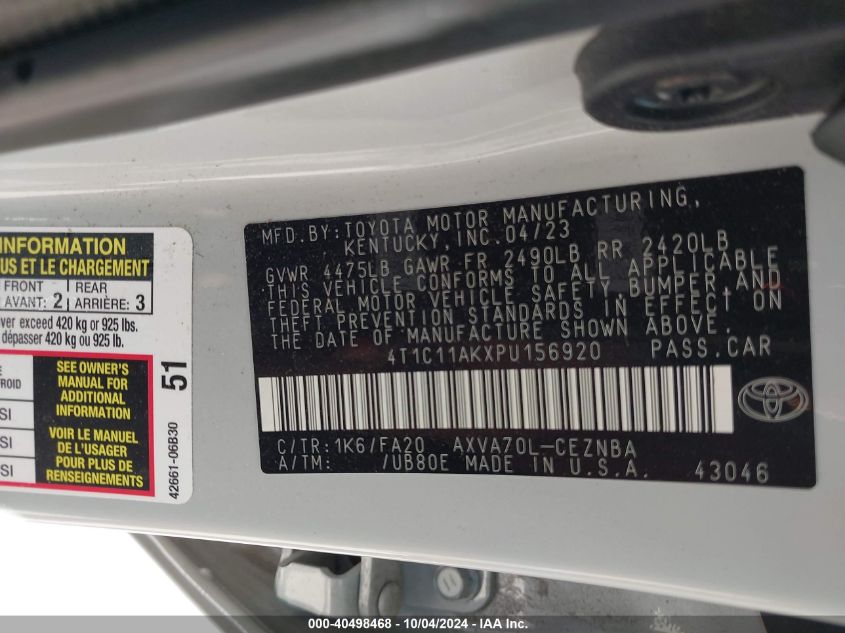 INFORMATION
US ET LE CHARGEMENT
FRONT
AVANT: 2
REAR
ARRIÈRE: 3
ver exceed 420 kg or 925 lbs.
dépasser 420 kg ou 925 lb.
E
FROID
SI
SI
SI
SEE OWNER'S
MANUAL FOR
ADDITIONAL
INFORMATION
VOIR LE MANUEL
DE L'USAGER
POUR PLUS DE
RENSEIGNEMENTS
51
42661-06B30
MFD.BY:TOYOTA MOTOR MANUFACTURING,
KENTUCKY,INC.04/23
GVWR 4475LB GAWR FR 2490LB RR 2420LB
THIS VEHICLE CONFORMS TO ALL APPLICABLE
FEDERAL MOTOR VEHICLE SAFETY, BUMPER,AND
THEFT PREVENTION STANDARDS IN EFFECT ON
THE DATE OF MANUFACTURE SHOWN ABOVE.
4T1C11AKXPU156920 PASS.CAR
C/TR:1K6/FA20 AXVA70L-CEZNBA
A/TM: /UB80E MADE IN U.S.A. 43046
000-40498468 - 10/04/2024 - IAA Inc.